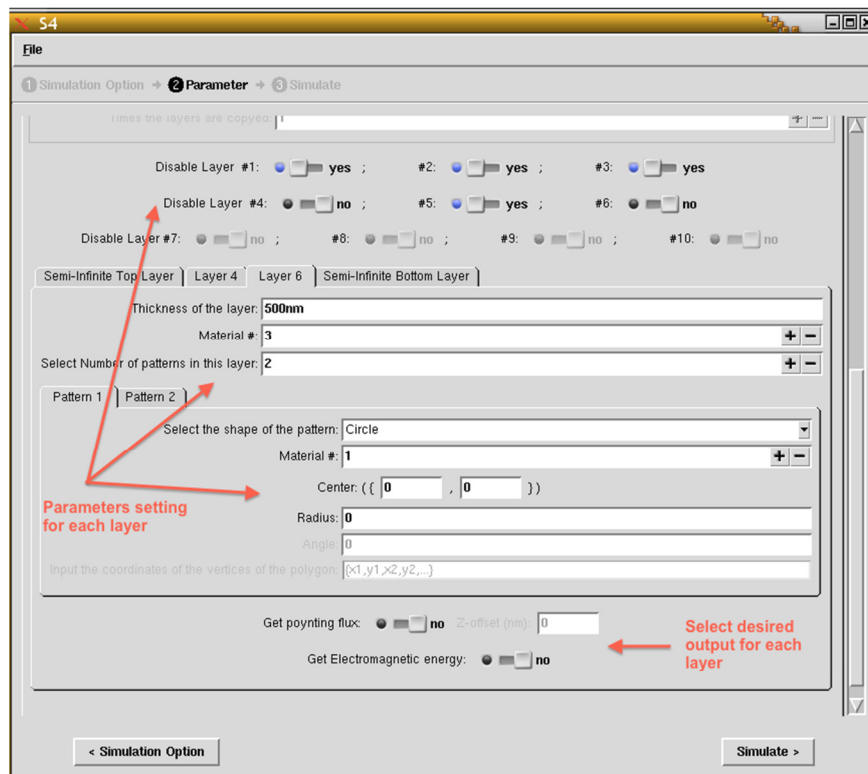 S4
File
1 Simulation Option → 2 Parameter → 3 Simulate
Times the layers are copied: 1
Disable Layer #1: yes ; #2: yes ; #3: yes
Disable Layer #4: no ; #5: yes ; #6: no
Disable Layer #7: no ; #8: no ; #9: no ; #10: no
Semi-Infinite Top Layer Layer 4 Layer 6 Semi-Infinite Bottom Layer
Thickness of the layer: 500nm
Material #: 3
Select Number of patterns in this layer: 2
Pattern 1 Pattern 2
Select the shape of the pattern: Circle
Material #: 1
Center: ( { 0 , 0 } )
Radius: 0
Angle: 0
Input the coordinates of the vertices of the polygon: {x1,y1,x2,y2,...}
Parameters setting
for each layer
Get poynting flux: no Z-offset (nm): 0
Get Electromagnetic energy: no
Select desired
output for each
layer
< Simulation Option Simulate >